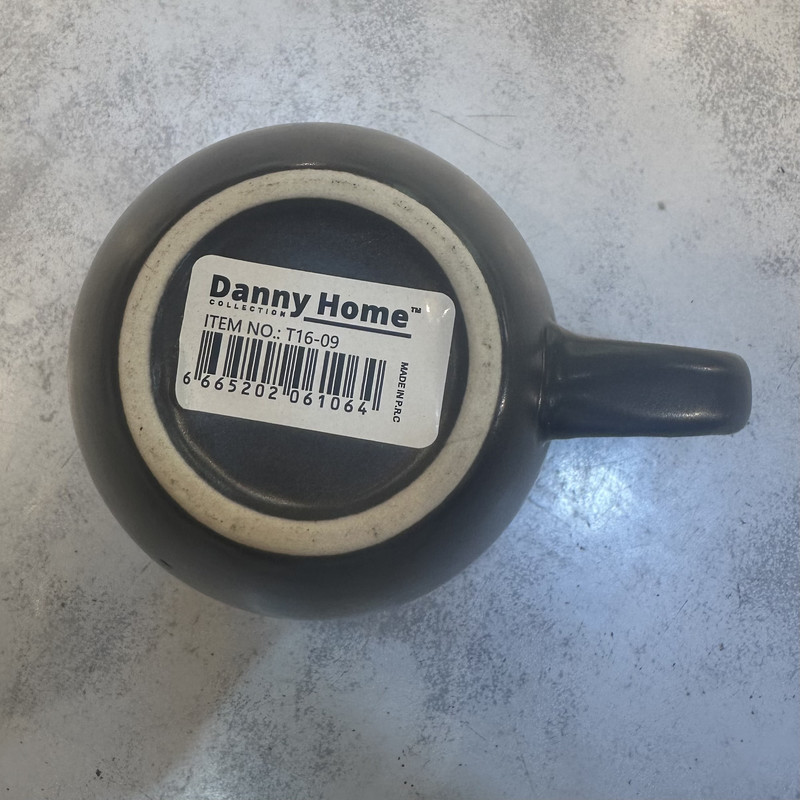 Danny Home™
COLLECTION
ITEM NO.: T16-09
6 665202 061064
MADE IN P.R.C